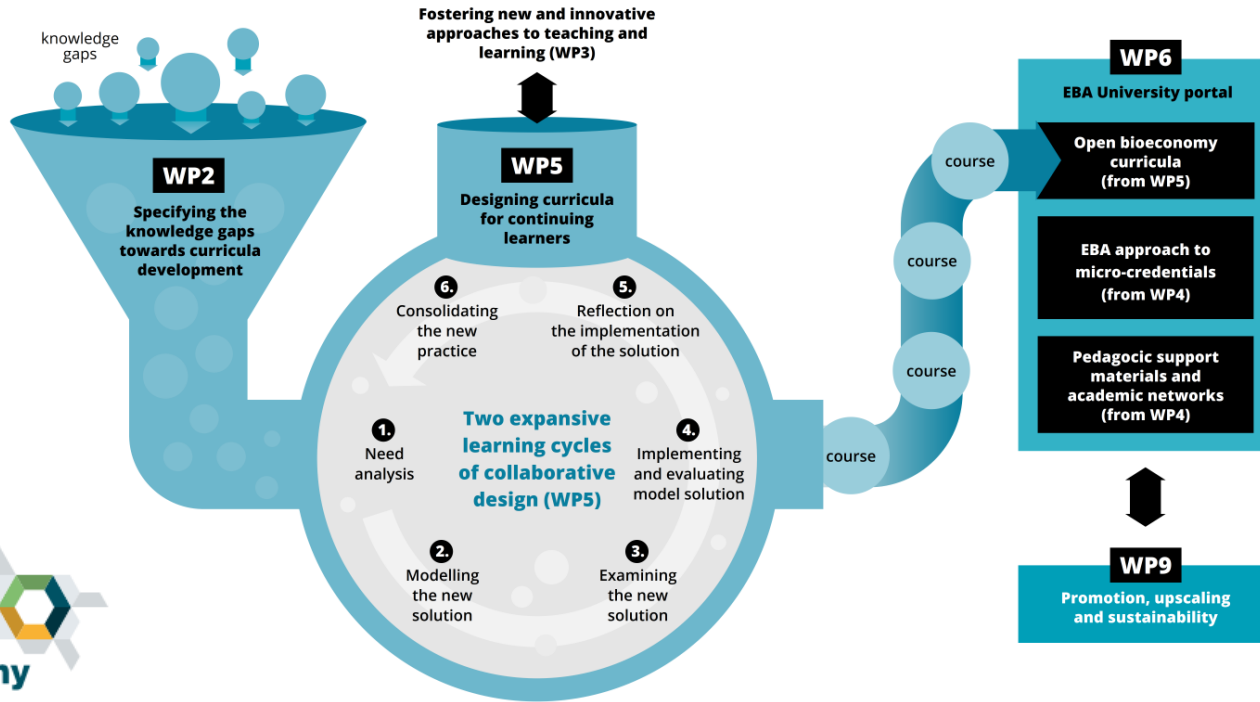 knowledge
gaps
WP2
Specifying the
knowledge gaps
towards curricula
development
Fostering new and innovative
approaches to teaching and
learning (WP3)
WP5
Designing curricula
for continuing
learners
Two expansive
learning cycles
of collaborative
design (WP5)
1.
Need
analysis
2.
Modelling
the new
solution
3.
Examining
the new
solution
4.
Implementing
and evaluating
model solution
5.
Reflection on
the implementation
of the solution
6.
Consolidating
the new
practice
course
course
course
course
WP6
EBA University portal
Open bioeconomy
curricula
(from WP5)
EBA approach to
micro-credentials
(from WP4)
Pedagocic support
materials and
academic networks
(from WP4)
WP9
Promotion, upscaling
and sustainability